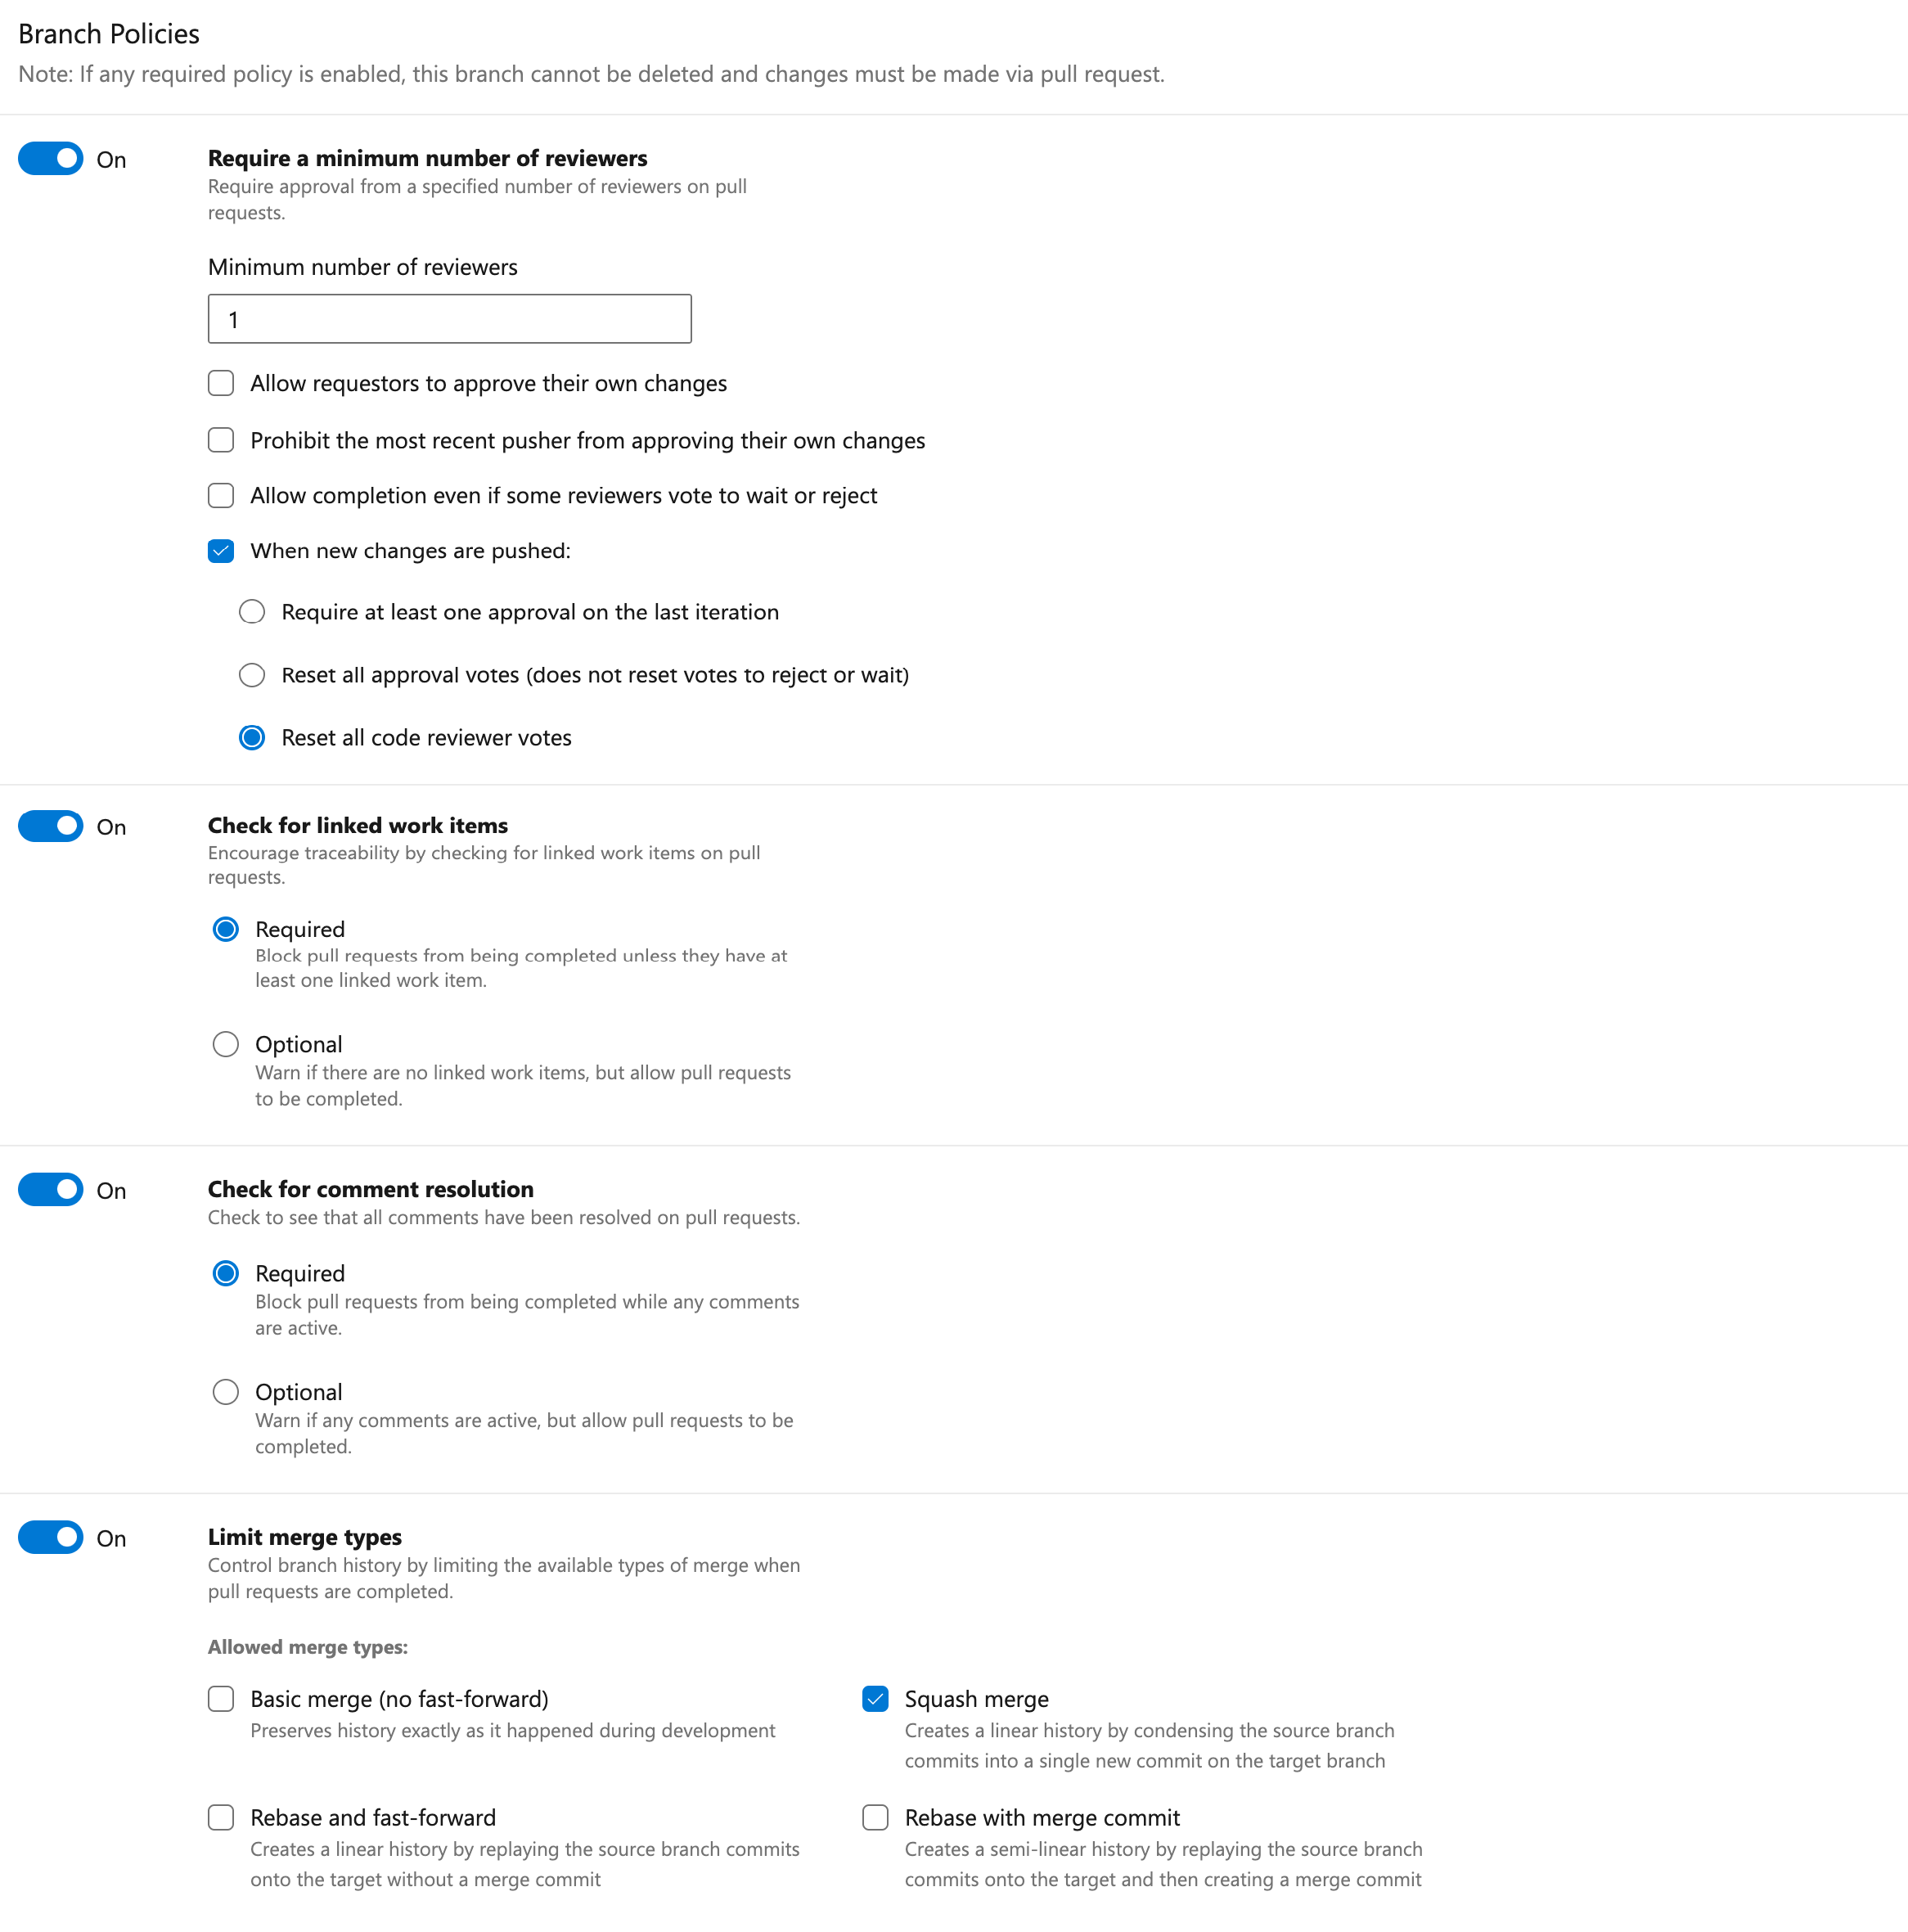 Branch Policies
Note: If any required policy is enabled, this branch cannot be deleted and changes must be made via pull request.
On
Require a minimum number of reviewers
Require approval from a specified number of reviewers on pull
requests.
Minimum number of reviewers
1
Allow requestors to approve their own changes
Prohibit the most recent pusher from approving their own changes
Allow completion even if some reviewers vote to wait or reject
When new changes are pushed:
Require at least one approval on the last iteration
Reset all approval votes (does not reset votes to reject or wait)
Reset all code reviewer votes
On
Check for linked work items
Encourage traceability by checking for linked work items on pull
requests.
Required
Block pull requests from being completed unless they have at
least one linked work item.
Optional
Warn if there are no linked work items, but allow pull requests
to be completed.
On
Check for comment resolution
Check to see that all comments have been resolved on pull requests.
Required
Block pull requests from being completed while any comments
are active.
Optional
Warn if any comments are active, but allow pull requests to be
completed.
On
Limit merge types
Control branch history by limiting the available types of merge when
pull requests are completed.
Allowed merge types:
Basic merge (no fast-forward)
Preserves history exactly as it happened during development
Squash merge
Creates a linear history by condensing the source branch
commits into a single new commit on the target branch
Rebase and fast-forward
Creates a linear history by replaying the source branch commits
onto the target without a merge commit
Rebase with merge commit
Creates a semi-linear history by replaying the source branch
commits onto the target and then creating a merge commit